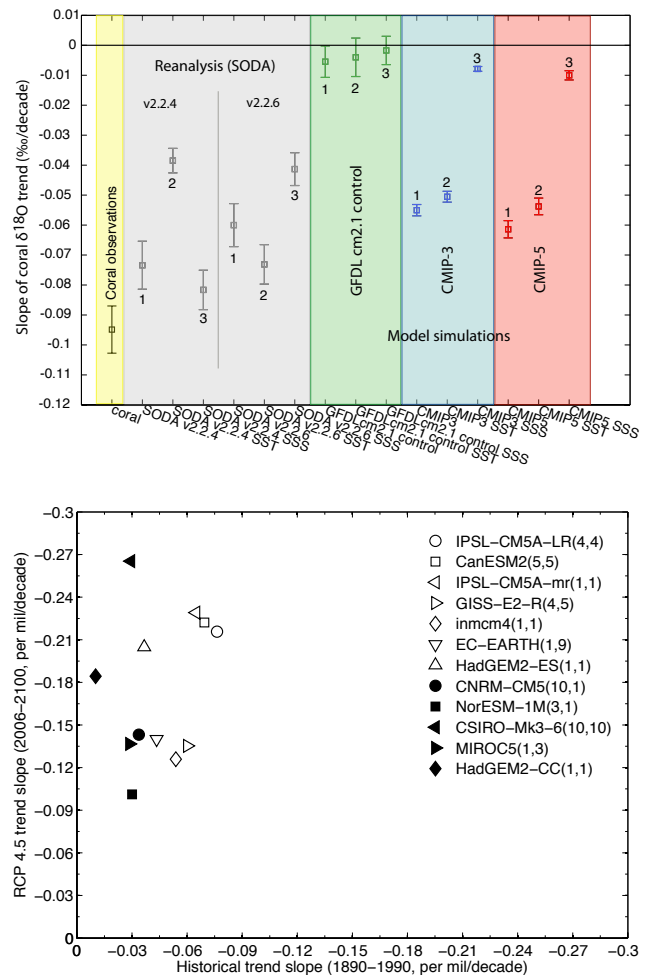 0.01
0
−0.01
−0.02
−0.03
−0.04
−0.05
−0.06
−0.07
−0.08
−0.09
−0.1
−0.11
−0.12
Slope of coral δ¹⁸O trend (‰/decade)
Coral observations
Reanalysis (SODA)
v2.2.4
v2.2.6
1
2
3
1
2
3
1
2
3
GFDL cm2.1 control
1
2
3
CMIP-3
1
2
3
CMIP-5
Model simulations
coral
SODA v2.2.4
SODA v2.2.4 SST
SODA v2.2.4 SSS
SODA v2.2.6
SODA v2.2.6 SST
SODA v2.2.6 SSS
GFDLcm2.1 control
GFDLcm2.1 control SST
GFDLcm2.1 control SSS
CMIP3
CMIP3 SST
CMIP3 SSS
CMIP5
CMIP5 SST
CMIP5 SSS
−0.3
−0.27
−0.24
−0.21
−0.18
−0.15
−0.12
−0.09
−0.06
−0.03
0
RCP 4.5 trend slope (2006−2100, per mil/decade)
IPSL−CM5A−LR(4,4)
CanESM2(5,5)
IPSL−CM5A−mr(1,1)
GISS−E2−R(4,5)
inmcm4(1,1)
EC−EARTH(1,9)
HadGEM2−ES(1,1)
CNRM−CM5(10,1)
NorESM−1M(3,1)
CSIRO−Mk3−6(10,10)
MIROC5(1,3)
HadGEM2−CC(1,1)
0 −0.03 −0.06 −0.09 −0.12 −0.15 −0.18 −0.21 −0.24 −0.27 −0.3
Historical trend slope (1890−1990, per mil/decade)